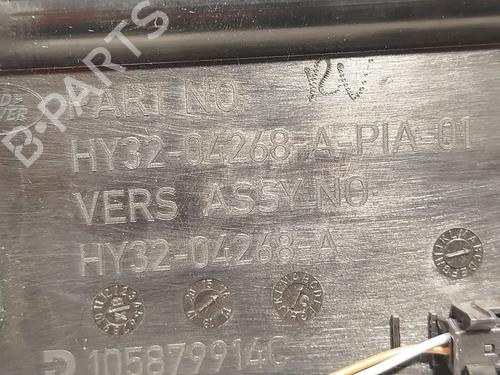 B-PARTS
PART NO.
HY32-04268-A-PIA-01
VERS ASSY NO.
HY32-04268-A
105879914C